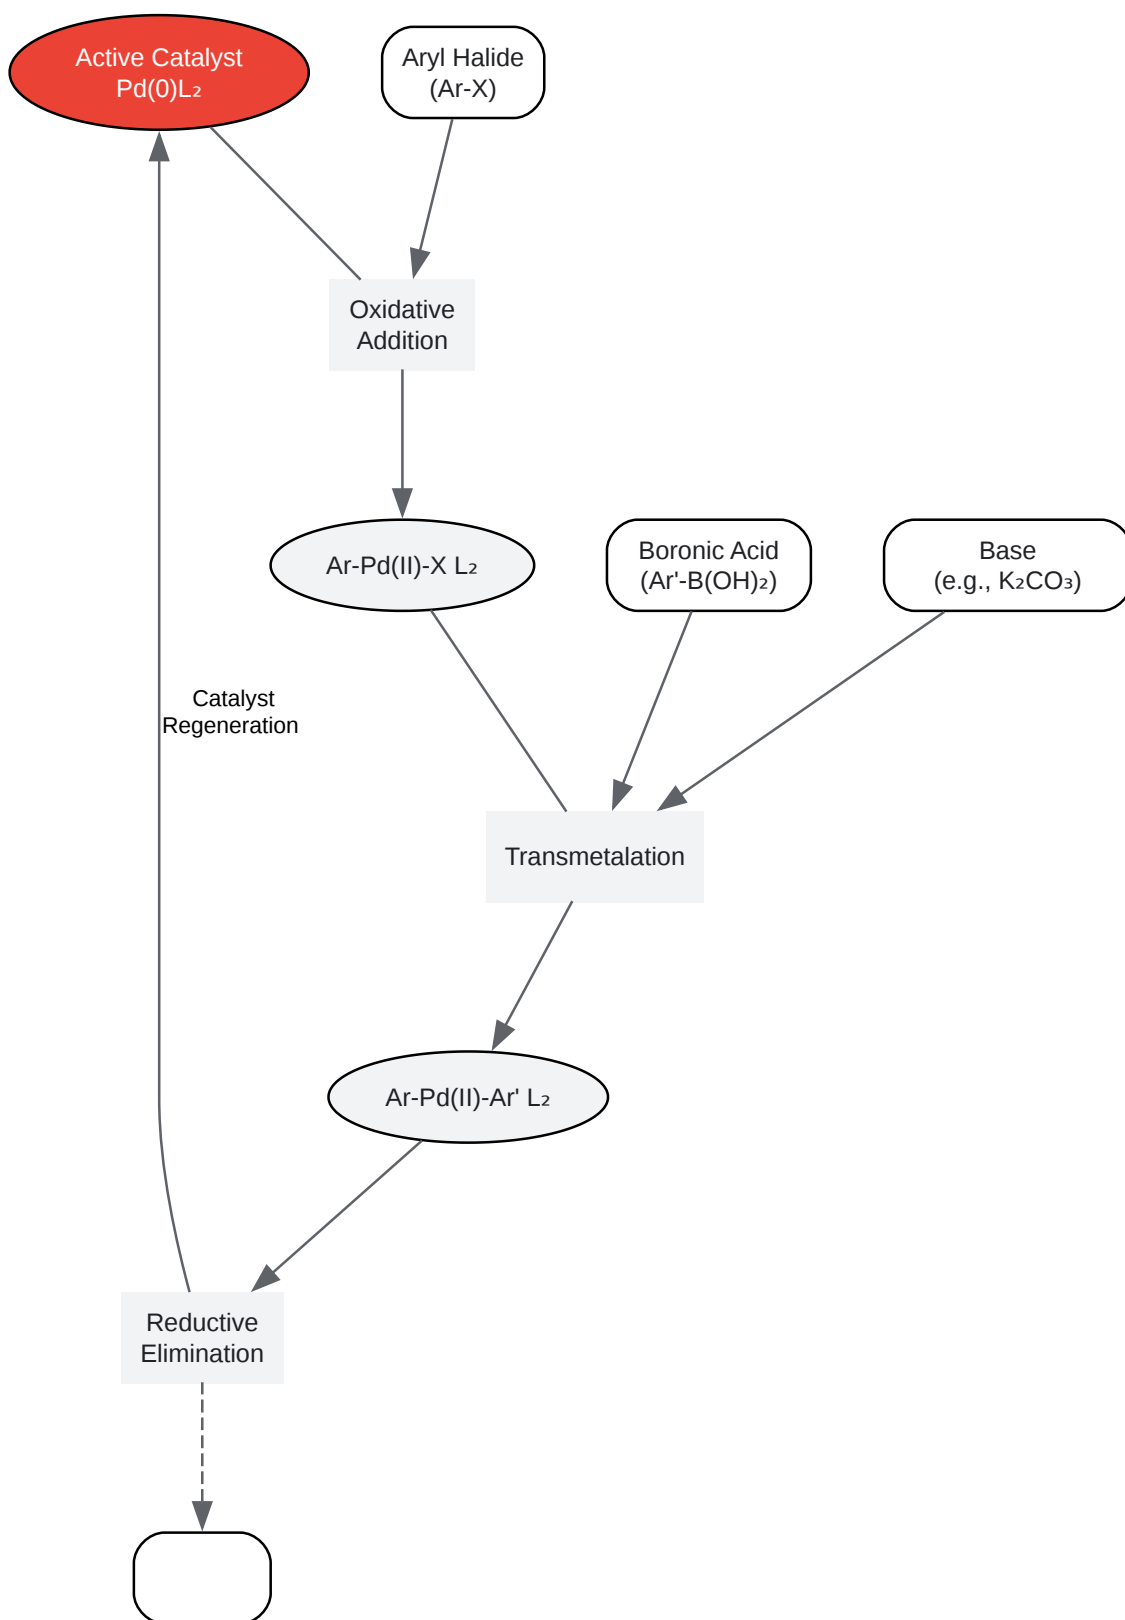 Active Catalyst
Pd(0)L₂
Aryl Halide
(Ar-X)
Oxidative
Addition
Ar-Pd(II)-X L₂
Boronic Acid
(Ar'-B(OH)₂)
Base
(e.g., K₂CO₃)
Catalyst
Regeneration
Transmetalation
Ar-Pd(II)-Ar' L₂
Reductive
Elimination